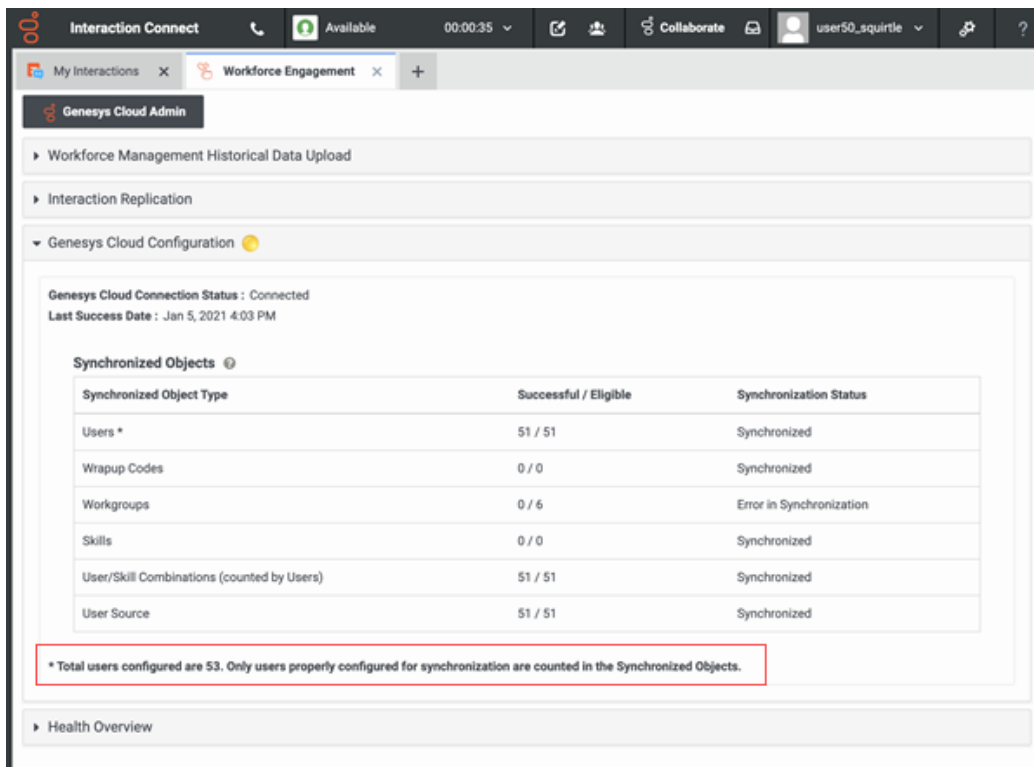 Interaction Connect Available 00:00:35 Collaborate user50_squirtle ?
My Interactions Workforce Engagement
Genesys Cloud Admin
Workforce Management Historical Data Upload
Interaction Replication
Genesys Cloud Configuration
Genesys Cloud Connection Status : Connected
Last Success Date : Jan 5, 2021 4:03 PM
Synchronized Objects ?
Synchronized Object Type Successful / Eligible Synchronization Status
Users * 51 / 51 Synchronized
Wrapup Codes 0 / 0 Synchronized
Workgroups 0 / 6 Error in Synchronization
Skills 0 / 0 Synchronized
User/Skill Combinations (counted by Users) 51 / 51 Synchronized
User Source 51 / 51 Synchronized
* Total users configured are 53. Only users properly configured for synchronization are counted in the Synchronized Objects.
Health Overview